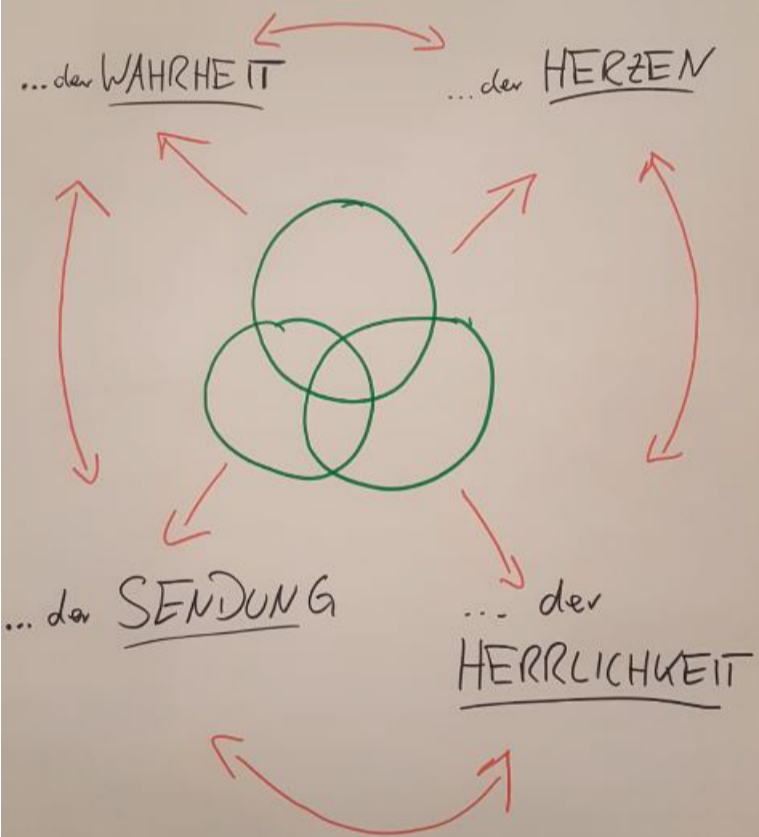 ...der WAHRHEIT
...der HERZEN
... der SENDUNG
... der
HERRLICHKEIT